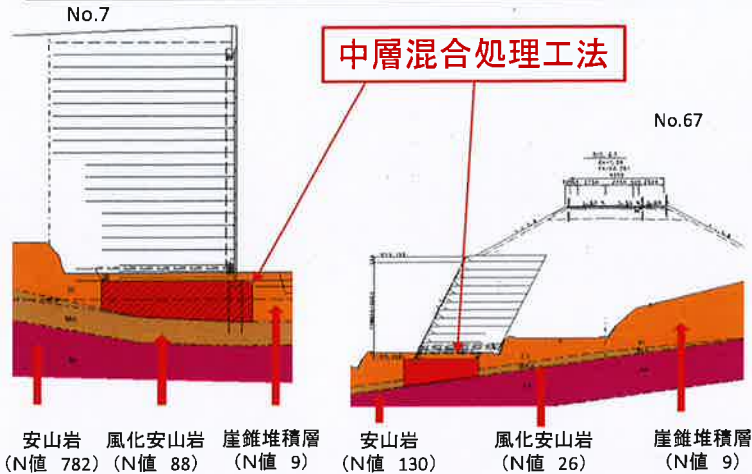 No.7
中層混合処理工法
No.67
安山岩
(N値 782)
風化安山岩
(N値 88)
崖錐堆積層
(N値 9)
安山岩
(N値 130)
風化安山岩
(N値 26)
崖錐堆積層
(N値 9)